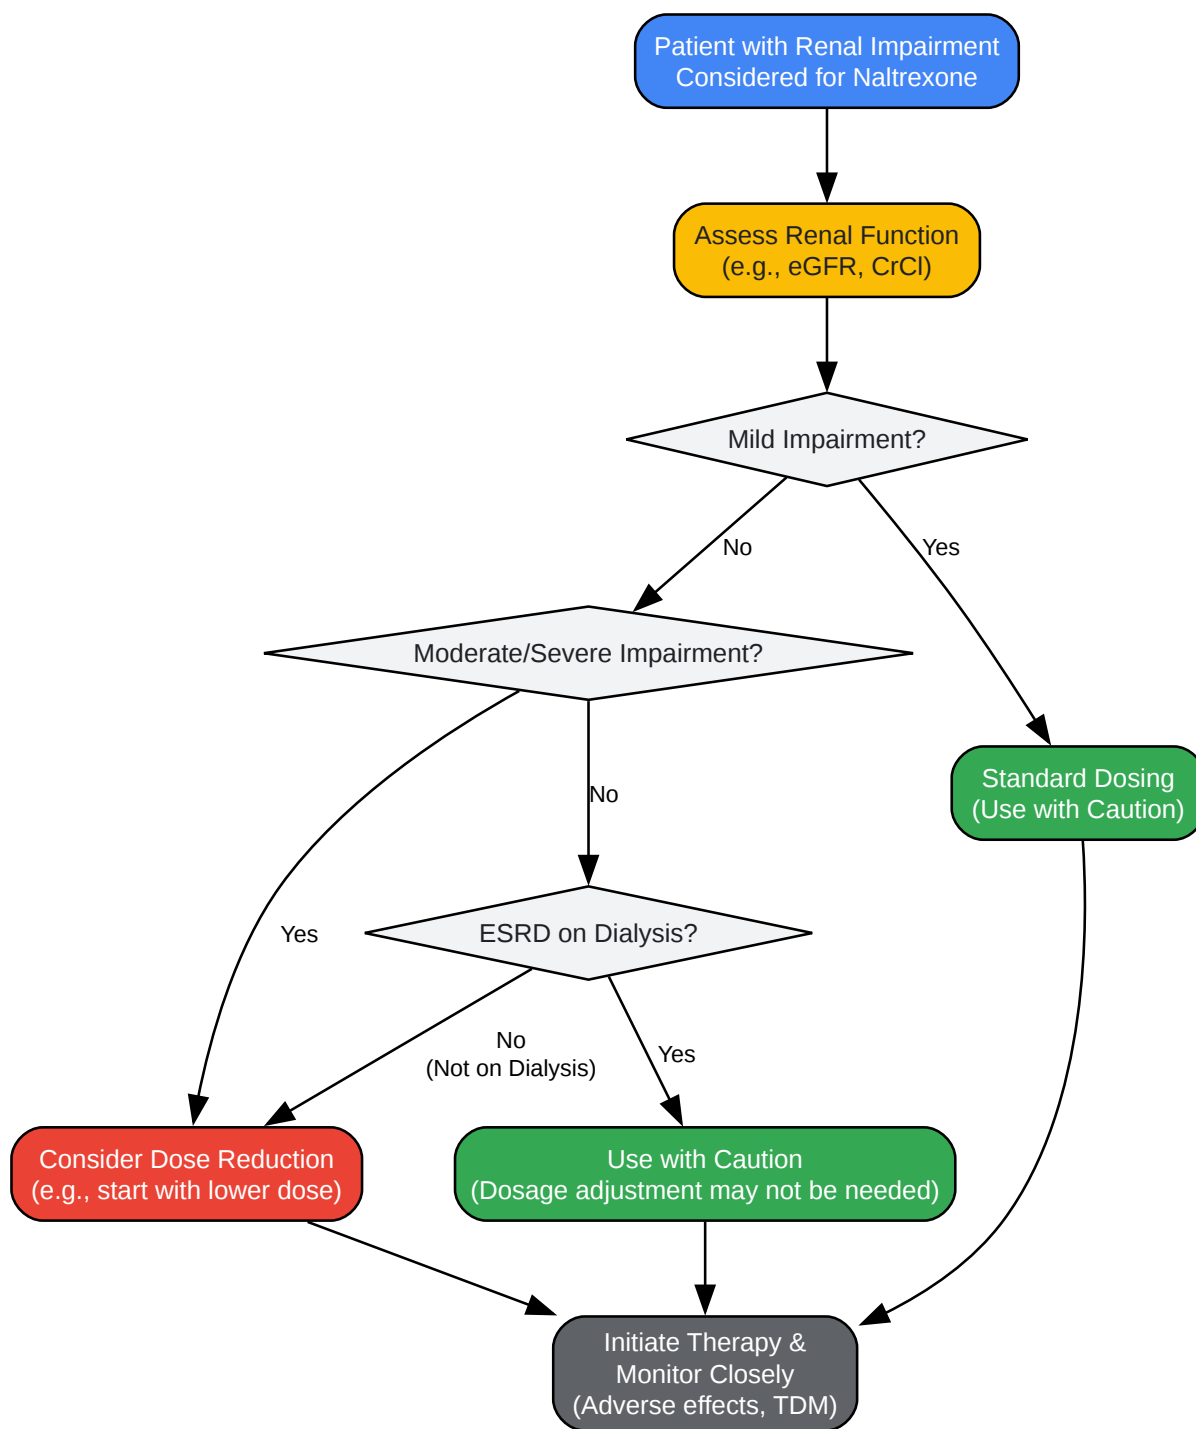 Patient with Renal Impairment
Considered for Naltrexone
Assess Renal Function
(e.g., eGFR, CrCl)
Mild Impairment?
No
Yes
Moderate/Severe Impairment?
Standard Dosing
(Use with Caution)
No
Yes
ESRD on Dialysis?
No
(Not on Dialysis)
Yes
Consider Dose Reduction
(e.g., start with lower dose)
Use with Caution
(Dosage adjustment may not be needed)
Initiate Therapy &
Monitor Closely
(Adverse effects, TDM)